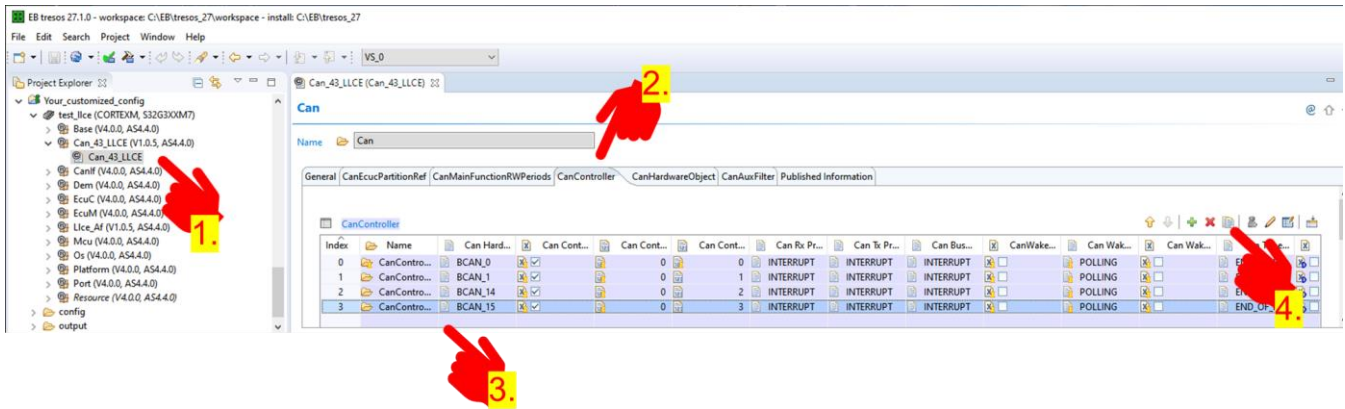 EB tresos 27.1.0 - workspace: C:\EB\tresos_27\workspace - install: C:\EB\tresos_27
File Edit Search Project Window Help
VS_0
Project Explorer
Can_43_LLCE (Can_43_LLCE)
2.
Your_customized_config
test_llce (CORTEXM, S32G3XXM7)
Base (V4.0.0, AS4.4.0)
Can_43_LLCE (V1.0.5, AS4.4.0)
Can_43_LLCE
CanIf (V4.0.0, AS4.4.0)
Dem (V4.0.0, AS4.4.0)
EcuC (V4.0.0, AS4.4.0)
EcuM (V4.0.0, AS4.4.0)
Llce_Af (V1.0.5, AS4.4.0)
Mcu (V4.0.0, AS4.4.0)
Os (V4.0.0, AS4.4.0)
Platform (V4.0.0, AS4.4.0)
Port (V4.0.0, AS4.4.0)
Resource (V4.0.0, AS4.4.0)
config
output
1.
Can
Name Can
General CanEcucPartitionRef CanMainFunctionRWPeriods CanController CanHardwareObject CanAuxFilter Published Information
CanController
Index Name Can Hard... Can Cont... Can Cont... Can Cont... Can Rx Pr... Can Tx Pr... Can Bus... CanWake... Can Wak... Can Wak...
0 CanContro... BCAN_0 0 0 INTERRUPT INTERRUPT INTERRUPT POLLING
1 CanContro... BCAN_1 0 1 INTERRUPT INTERRUPT INTERRUPT POLLING
2 CanContro... BCAN_14 0 2 INTERRUPT INTERRUPT INTERRUPT POLLING
3 CanContro... BCAN_15 0 3 INTERRUPT INTERRUPT INTERRUPT POLLING END_OF_
4.
3.